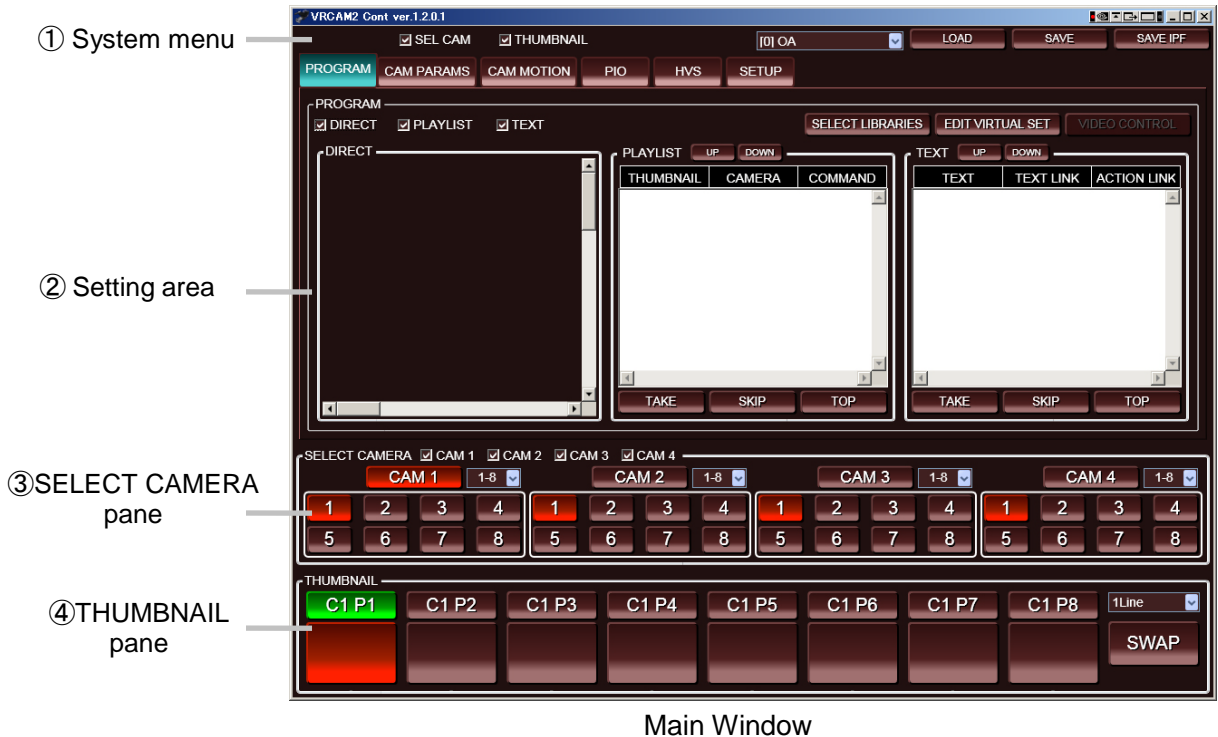 VRCAM2 Cont ver.1.2.0.1
① System menu
SEL CAM THUMBNAIL [0] OA LOAD SAVE SAVE IPF
PROGRAM CAM PARAMS CAM MOTION PIO HVS SETUP
PROGRAM
DIRECT PLAYLIST TEXT SELECT LIBRARIES EDIT VIRTUAL SET VIDEO CONTROL
DIRECT PLAYLIST UP DOWN TEXT UP DOWN
THUMBNAIL CAMERA COMMAND TEXT TEXT LINK ACTION LINK
② Setting area
TAKE SKIP TOP TAKE SKIP TOP
SELECT CAMERA CAM 1 CAM 2 CAM 3 CAM 4
CAM 1 1-8 CAM 2 1-8 CAM 3 1-8 CAM 4 1-8
③SELECT CAMERA
pane
1 2 3 4 1 2 3 4 1 2 3 4 1 2 3 4
5 6 7 8 5 6 7 8 5 6 7 8 5 6 7 8
THUMBNAIL
C1 P1 C1 P2 C1 P3 C1 P4 C1 P5 C1 P6 C1 P7 C1 P8 1Line
④THUMBNAIL
pane
SWAP
Main Window